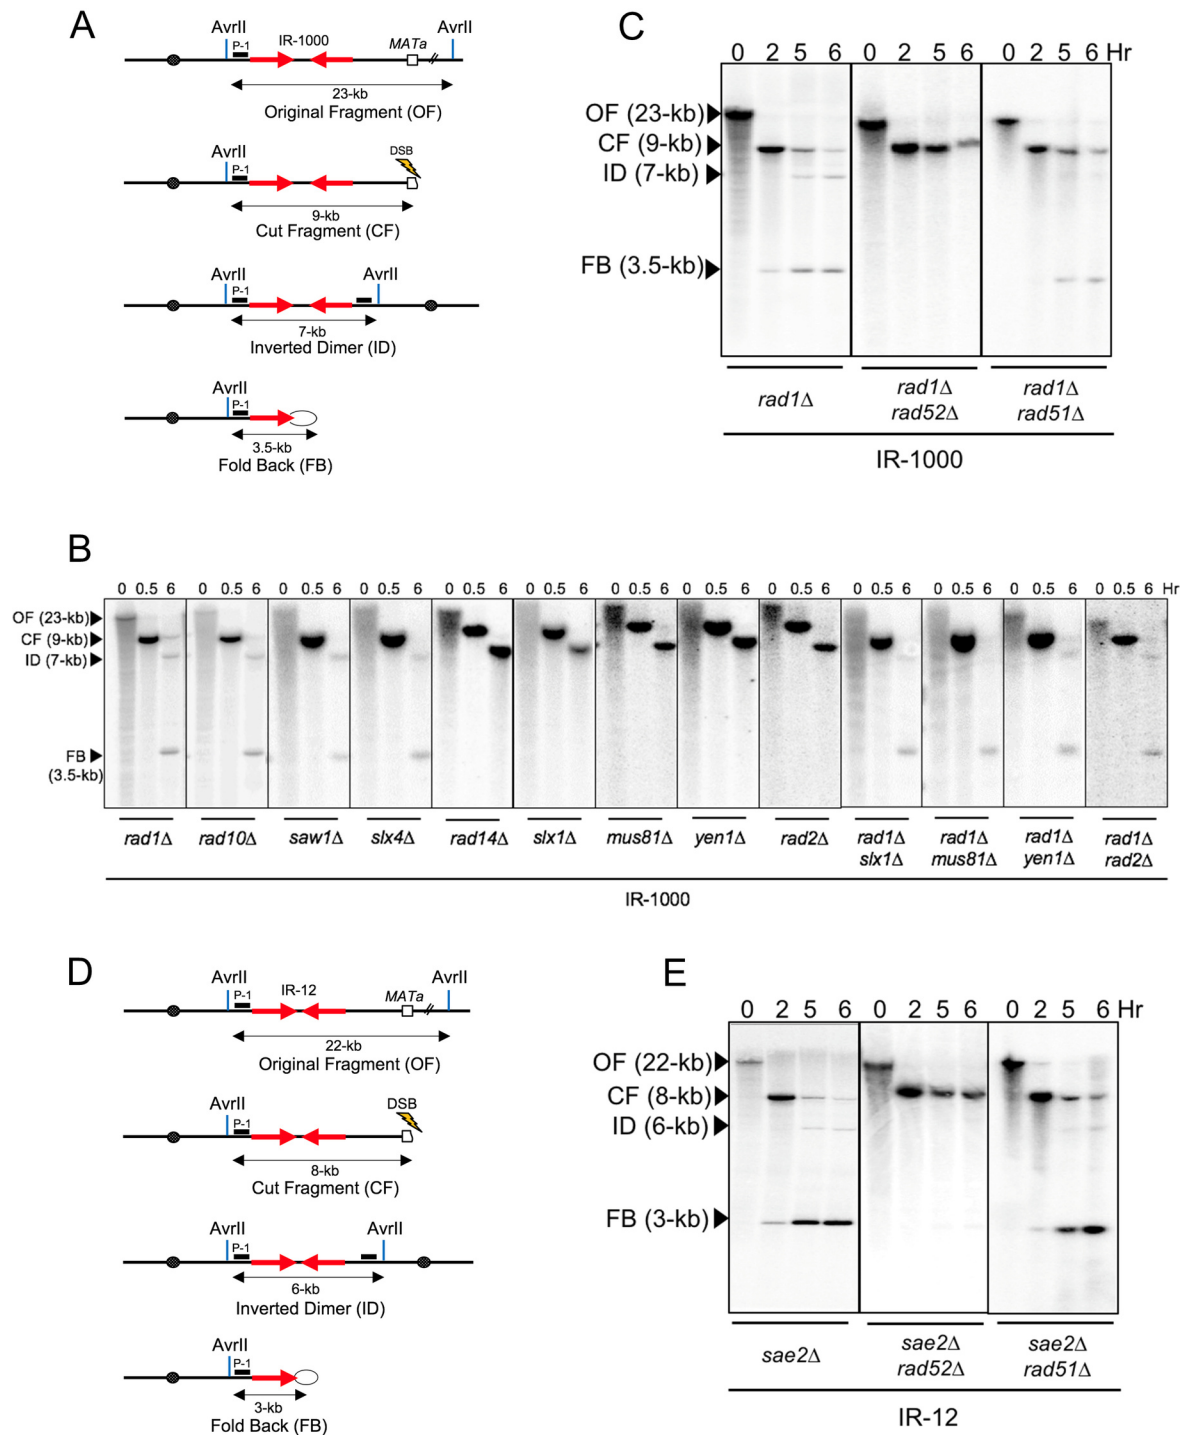 A
AvrII
AvrII
P-1
IR-1000
MATa
23-kb
Original Fragment (OF)
AvrII
P-1
DSB
9-kb
Cut Fragment (CF)
AvrII
AvrII
P-1
7-kb
Inverted Dimer (ID)
AvrII
P-1
3.5-kb
Fold Back (FB)
C
0 2 5 6 0 2 5 6 0 2 5 6 Hr
OF (23-kb)
CF (9-kb)
ID (7-kb)
FB (3.5-kb)
rad1Δ
rad1Δ
rad52Δ
rad1Δ
rad51Δ
IR-1000
B
0 0.5 6 0 0.5 6 0 0.5 6 0 0.5 6 0 0.5 6 0 0.5 6 0 0.5 6 0 0.5 6 0 0.5 6 0 0.5 6 0 0.5 6 0 0.5 6 0 0.5 6 Hr
OF (23-kb)
CF (9-kb)
ID (7-kb)
FB
(3.5-kb)
rad1Δ rad10Δ saw1Δ slx4Δ rad14Δ slx1Δ mus81Δ yen1Δ rad2Δ
rad1Δ
slx1Δ
rad1Δ
mus81Δ
rad1Δ
yen1Δ
rad1Δ
rad2Δ
IR-1000
D
AvrII
AvrII
P-1
IR-12
MATa
22-kb
Original Fragment (OF)
AvrII
P-1
DSB
8-kb
Cut Fragment (CF)
AvrII
AvrII
P-1
6-kb
Inverted Dimer (ID)
AvrII
P-1
3-kb
Fold Back (FB)
E
0 2 5 6 0 2 5 6 0 2 5 6 Hr
OF (22-kb)
CF (8-kb)
ID (6-kb)
FB (3-kb)
sae2Δ
sae2Δ
rad52Δ
sae2Δ
rad51Δ
IR-12